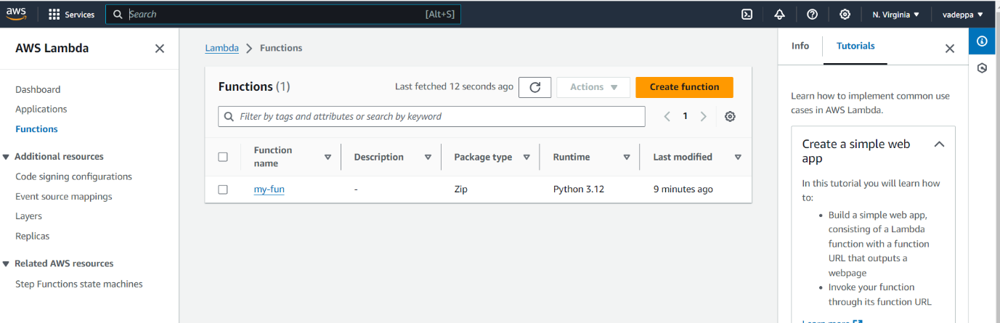 aws Services Search [Alt+S] N. Virginia vadeppa
AWS Lambda
Dashboard
Applications
Functions
Additional resources
Code signing configurations
Event source mappings
Layers
Replicas
Related AWS resources
Step Functions state machines
Lambda Functions
Functions (1) Last fetched 12 seconds ago Actions Create function
Filter by tags and attributes or search by keyword 1
Function
name Description Package type Runtime Last modified
my-fun - Zip Python 3.12 9 minutes ago
Info Tutorials
Learn how to implement common use
cases in AWS Lambda.
Create a simple web
app
In this tutorial you will learn how
to:
• Build a simple web app,
consisting of a Lambda
function with a function
URL that outputs a
webpage
• Invoke your function
through its function URL
Learn more